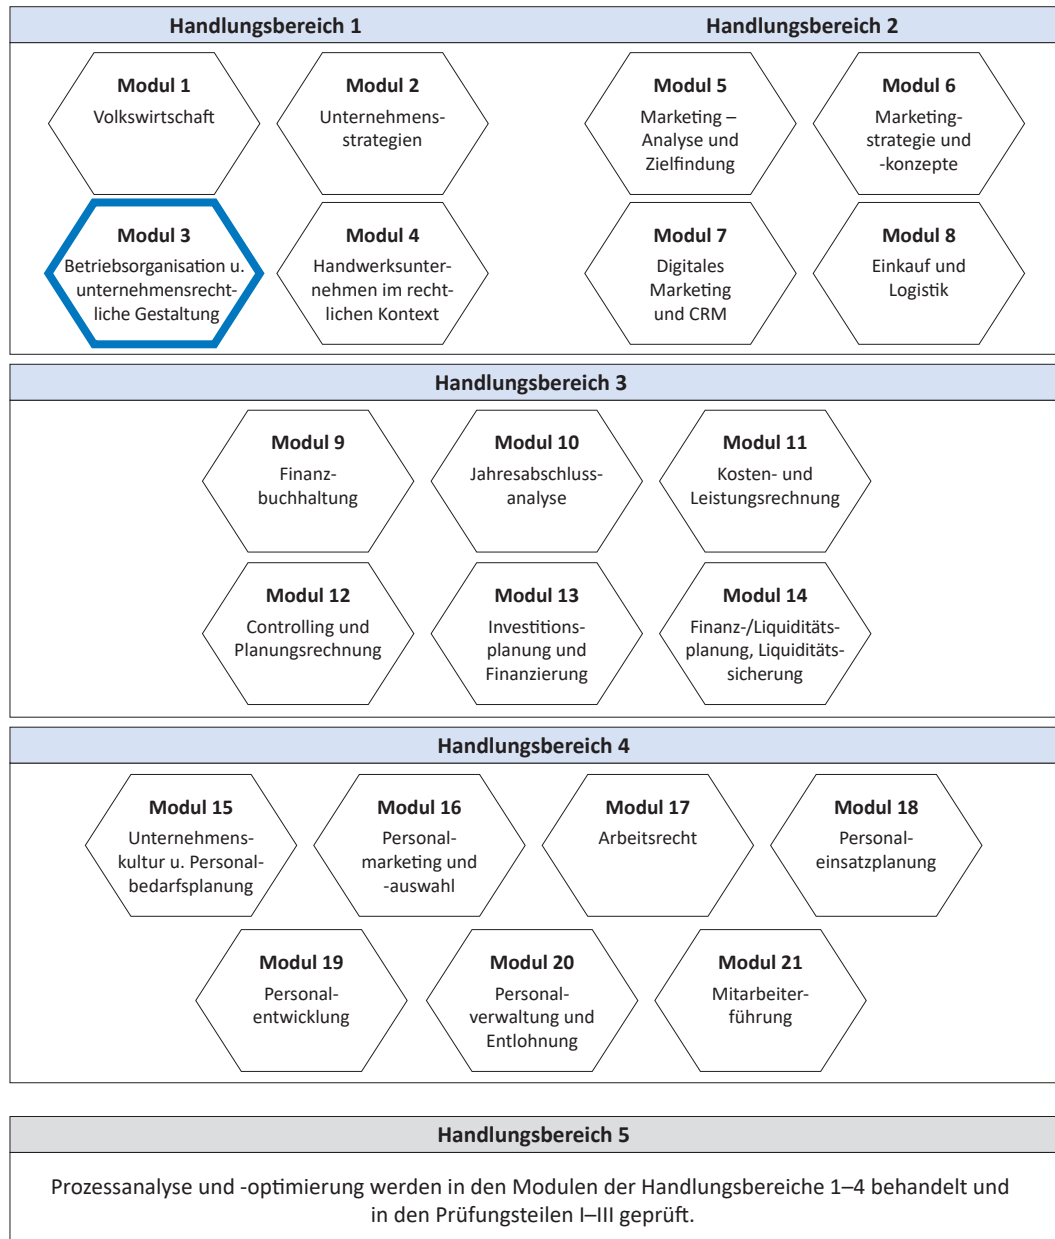 Handlungsbereich 1
Handlungsbereich 2
Modul 1
Volkswirtschaft
Modul 2
Unternehmens-
strategien
Modul 3
Betriebsorganisation u.
unternehmensrecht-
liche Gestaltung
Modul 4
Handwerksunter-
nehmen im recht-
lichen Kontext
Modul 5
Marketing –
Analyse und
Zielfindung
Modul 6
Marketing-
strategie und
-konzepte
Modul 7
Digitales
Marketing
und CRM
Modul 8
Einkauf und
Logistik
Handlungsbereich 3
Modul 9
Finanz-
buchhaltung
Modul 10
Jahresabschluss-
analyse
Modul 11
Kosten- und
Leistungsrechnung
Modul 12
Controlling und
Planungsrechnung
Modul 13
Investitions-
planung und
Finanzierung
Modul 14
Finanz-/Liquiditäts-
planung, Liquiditäts-
sicherung
Handlungsbereich 4
Modul 15
Unternehmens-
kultur u. Personal-
bedarfsplanung
Modul 16
Personal-
marketing und
-auswahl
Modul 17
Arbeitsrecht
Modul 18
Personal-
einsatzplanung
Modul 19
Personal-
entwicklung
Modul 20
Personal-
verwaltung und
Entlohnung
Modul 21
Mitarbeiter-
führung
Handlungsbereich 5
Prozessanalyse und -optimierung werden in den Modulen der Handlungsbereiche 1–4 behandelt und
in den Prüfungsteilen I–III geprüft.